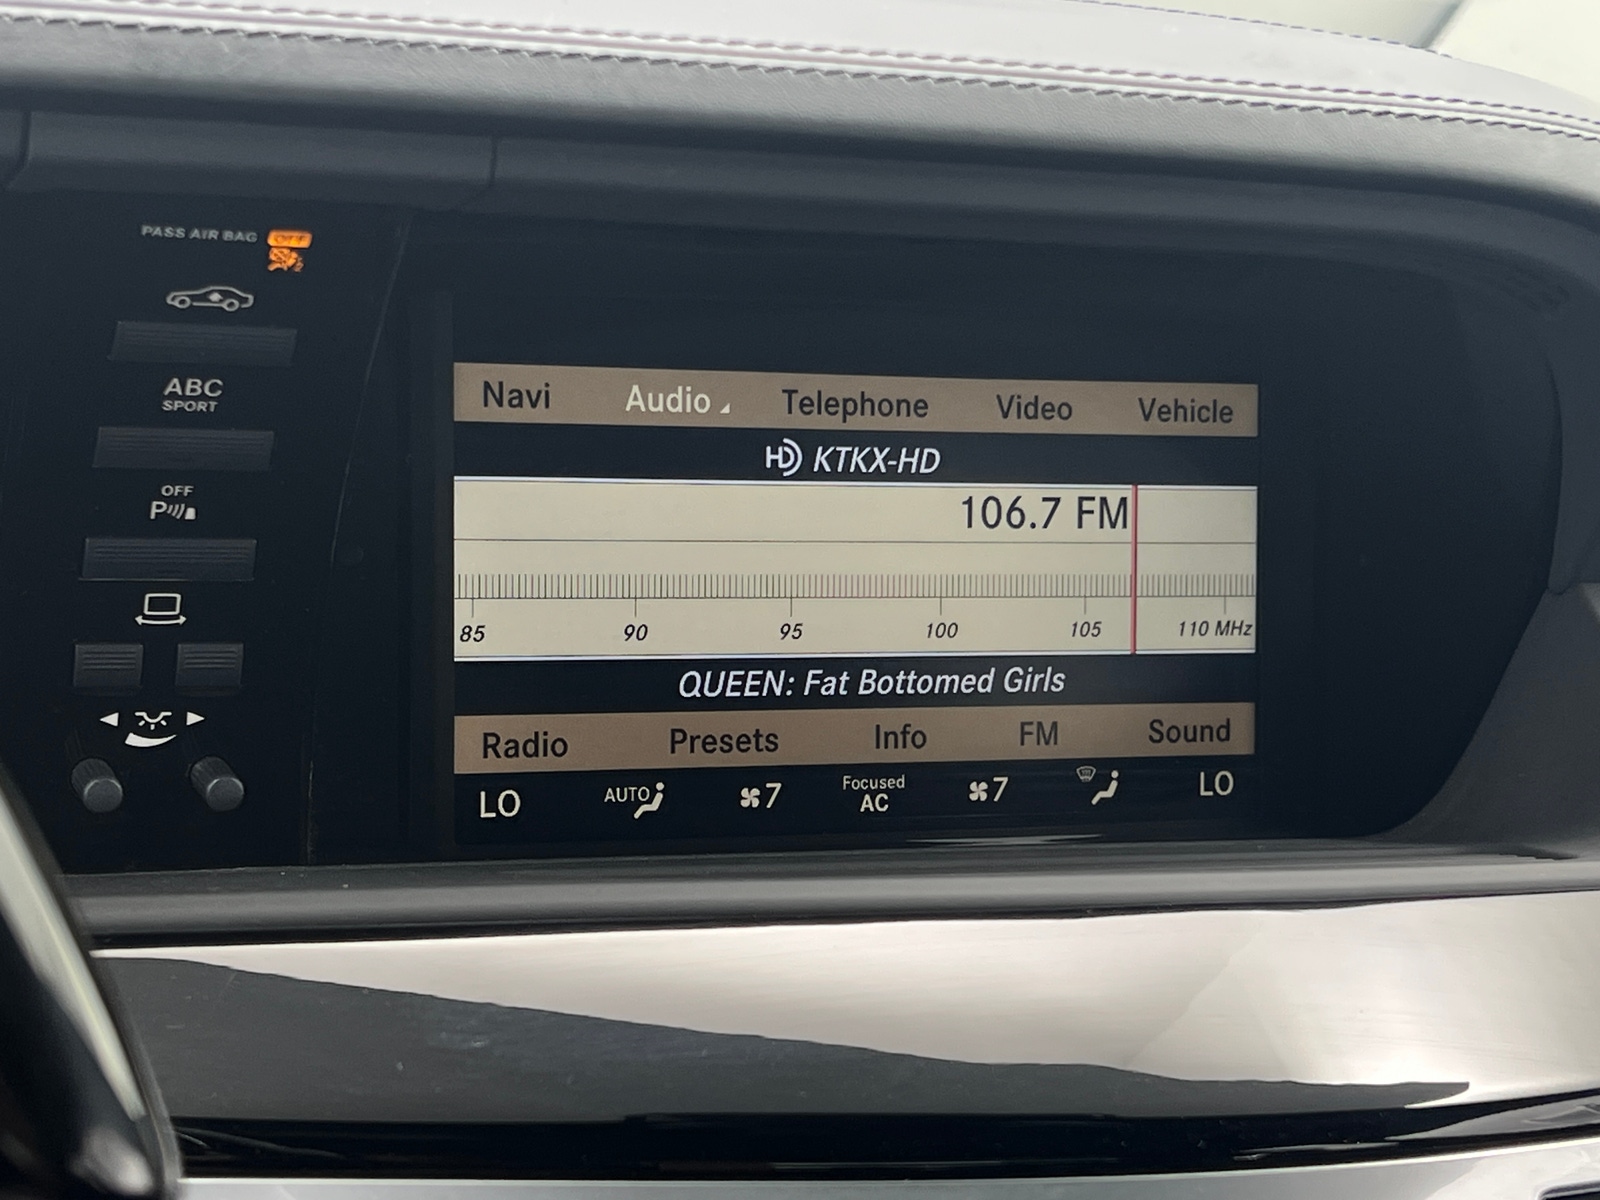 PASS AIR BAG OFF
ABC
SPORT
OFF
P
Navi Audio Telephone Video Vehicle
HD KTKX-HD
106.7 FM
85 90 95 100 105 110 MHz
QUEEN: Fat Bottomed Girls
Radio Presets Info FM Sound
LO AUTO 7 Focused AC 7 LO